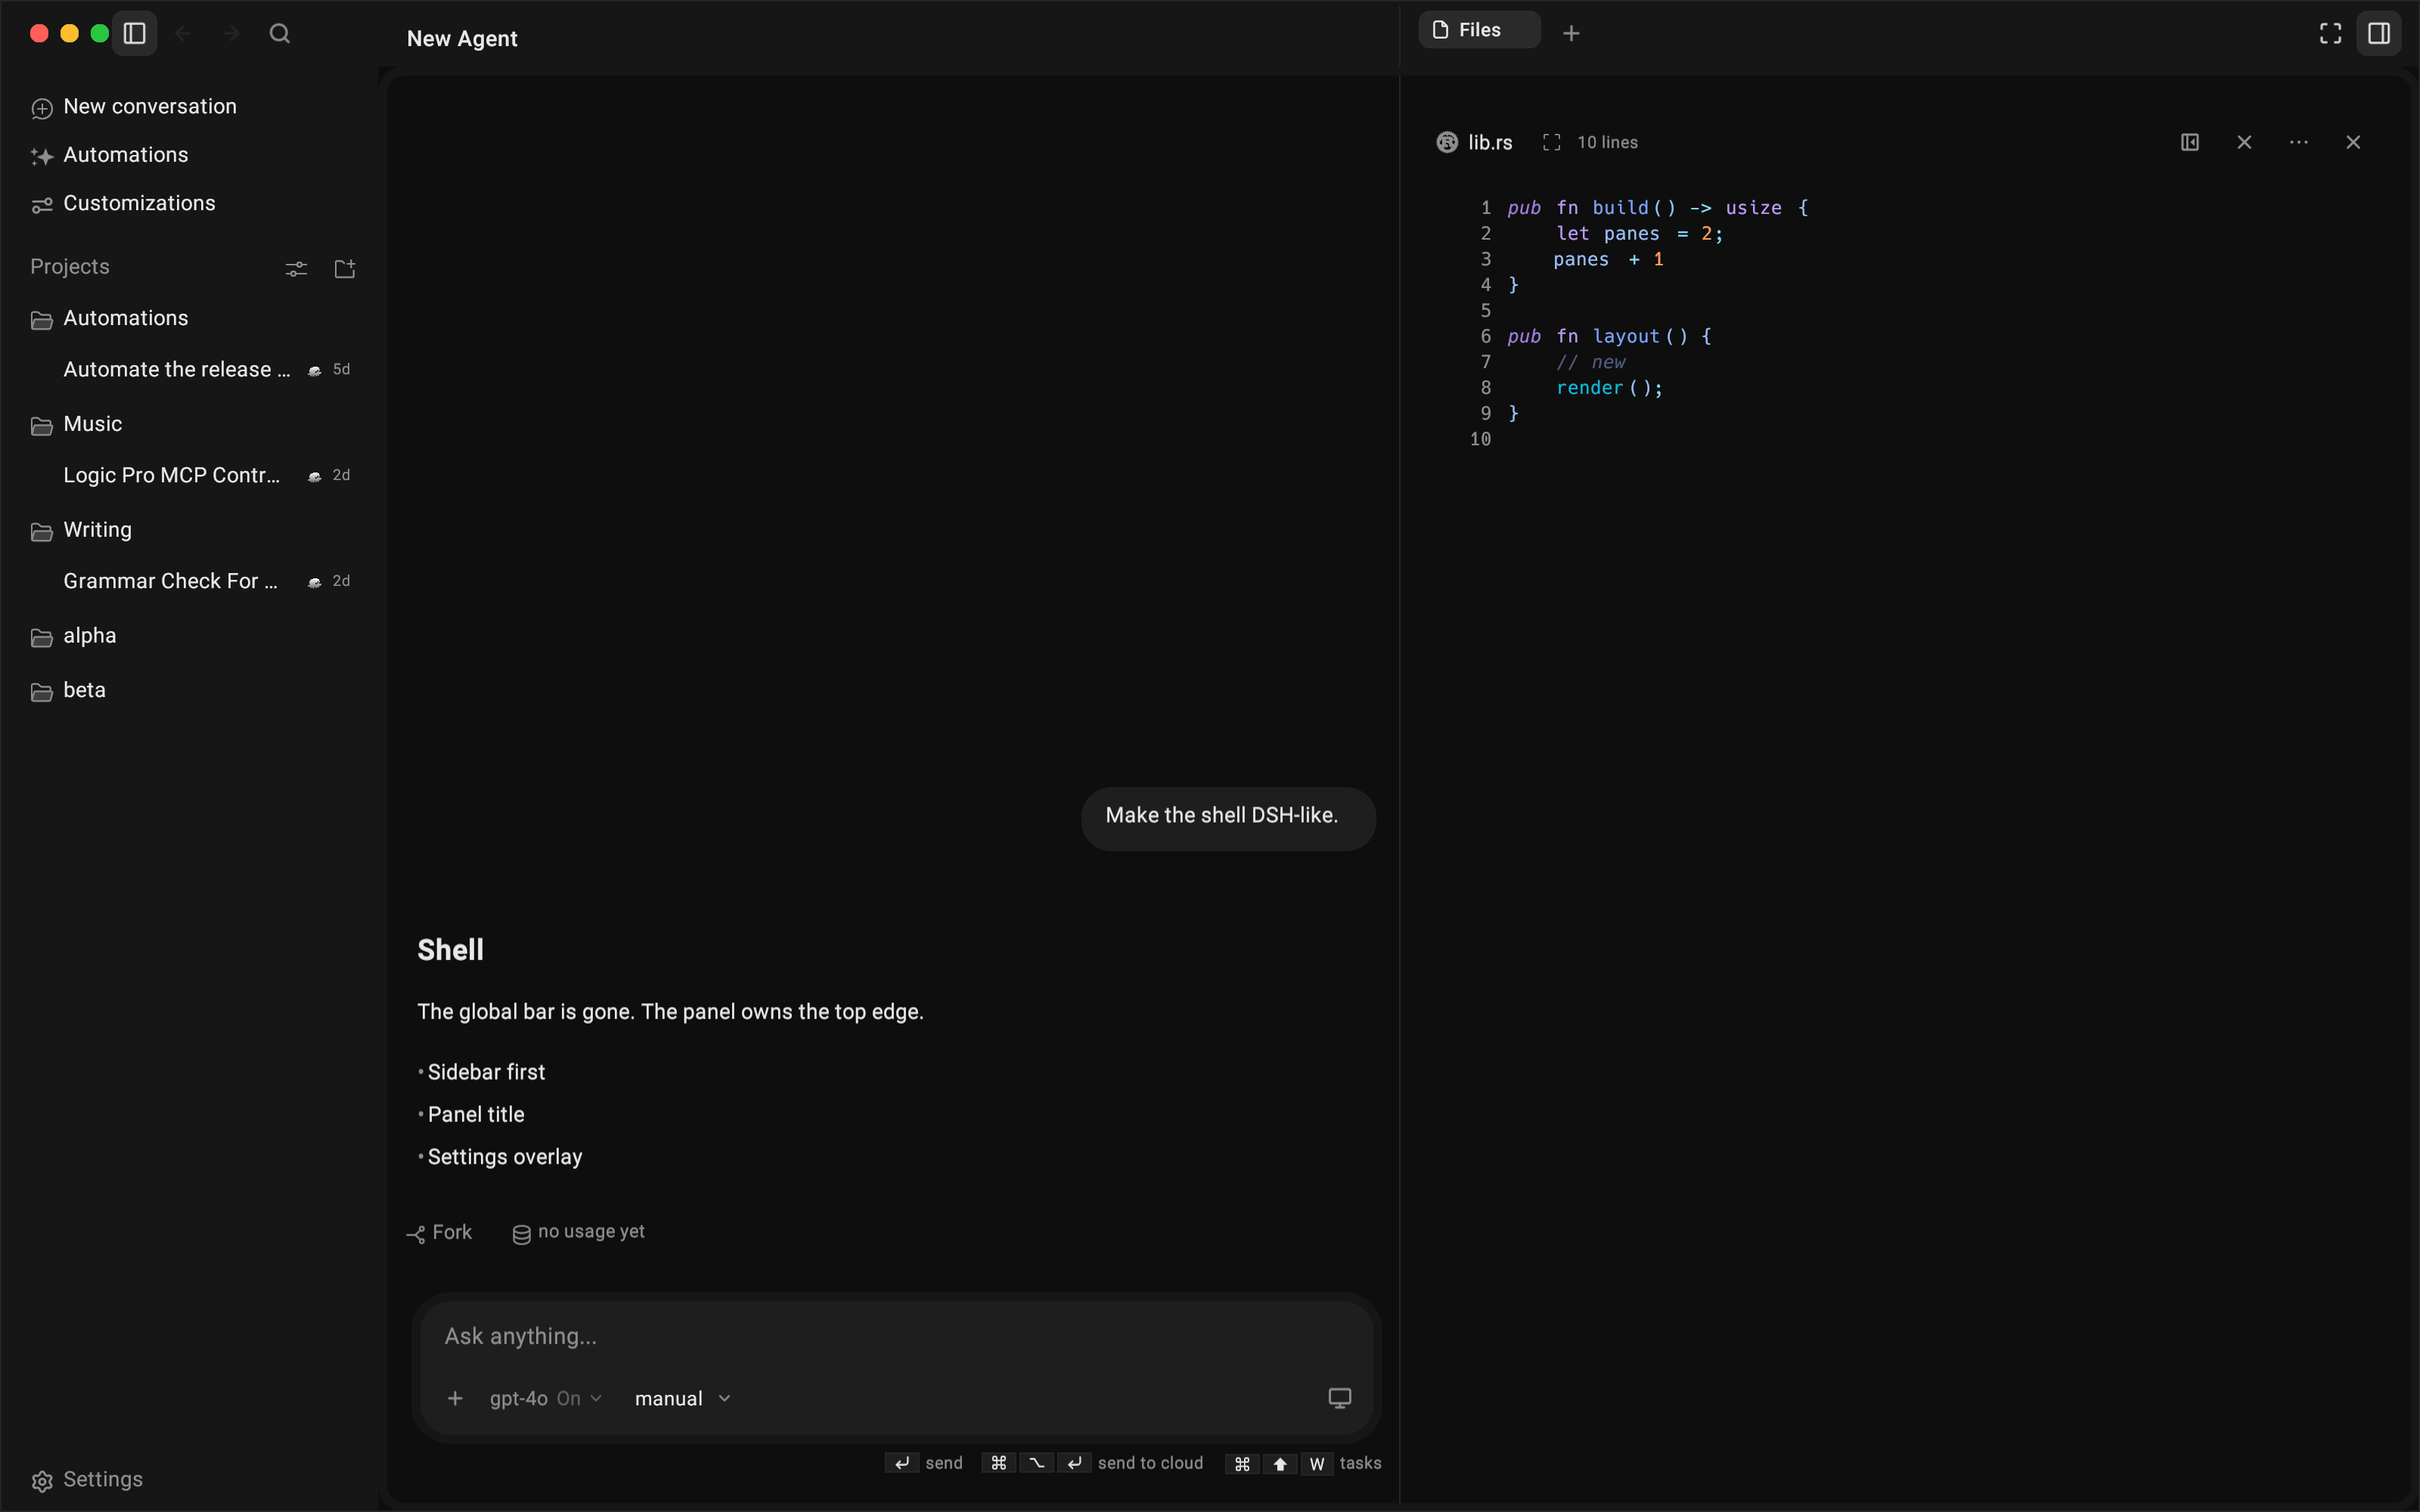 New Agent
Files
New conversation
Automations
Customizations
Projects
Automations
Automate the release ... 5d
Music
Logic Pro MCP Contr... 2d
Writing
Grammar Check For ... 2d
alpha
beta
Settings
Make the shell DSH-like.
Shell
The global bar is gone. The panel owns the top edge.
• Sidebar first
• Panel title
• Settings overlay
Fork no usage yet
Ask anything...
+ gpt-4o On manual
↵ send ⌘ ⌥ ↵ send to cloud ⌘ ⬆ W tasks
lib.rs 10 lines
1 pub fn build() -> usize {
2     let panes = 2;
3     panes + 1
4 }
5
6 pub fn layout() {
7     // new
8     render();
9 }
10